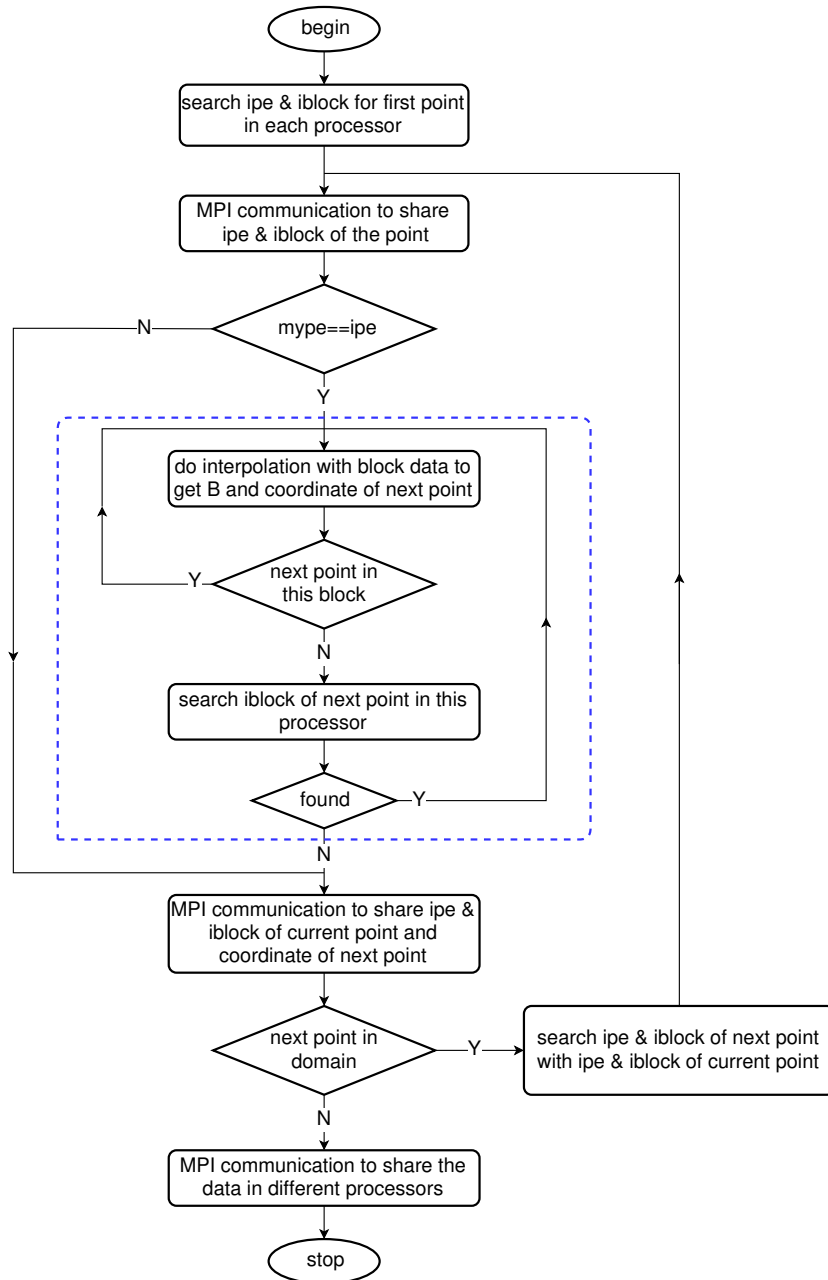 begin
search ipe & iblock for first point
in each processor
MPI communication to share
ipe & iblock of the point
mype==ipe
N
Y
do interpolation with block data to
get B and coordinate of next point
next point in
this block
Y
N
search iblock of next point in this
processor
found
Y
N
MPI communication to share ipe &
iblock of current point and
coordinate of next point
next point in
domain
Y
search ipe & iblock of next point
with ipe & iblock of current point
N
MPI communication to share the
data in different processors
stop